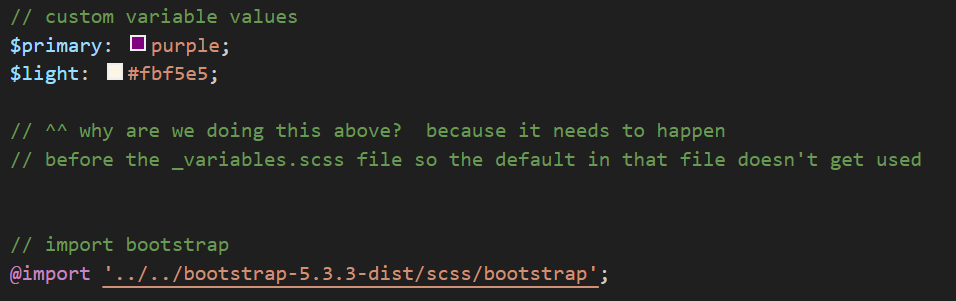 // custom variable values
$primary: purple;
$light: #fbf5e5;
// ^^ why are we doing this above?  because it needs to happen
// before the _variables.scss file so the default in that file doesn't get used
// import bootstrap
@import '../../bootstrap-5.3.3-dist/scss/bootstrap';